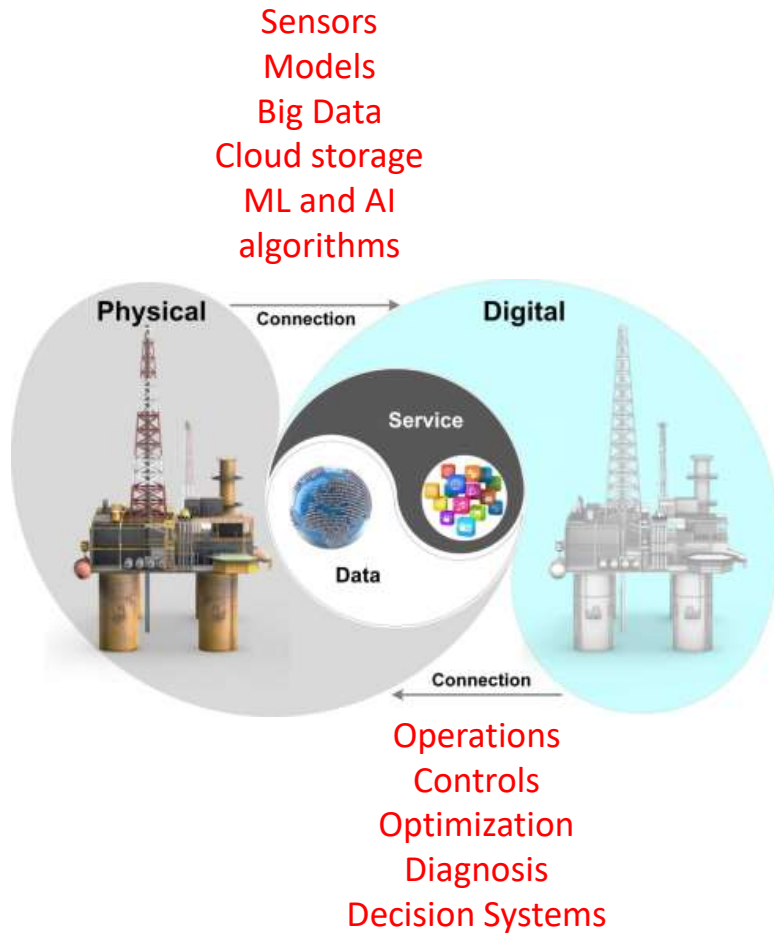 Sensors
Models
Big Data
Cloud storage
ML and AI
algorithms
Physical
Connection
Digital
Service
Data
Connection
Operations
Controls
Optimization
Diagnosis
Decision Systems